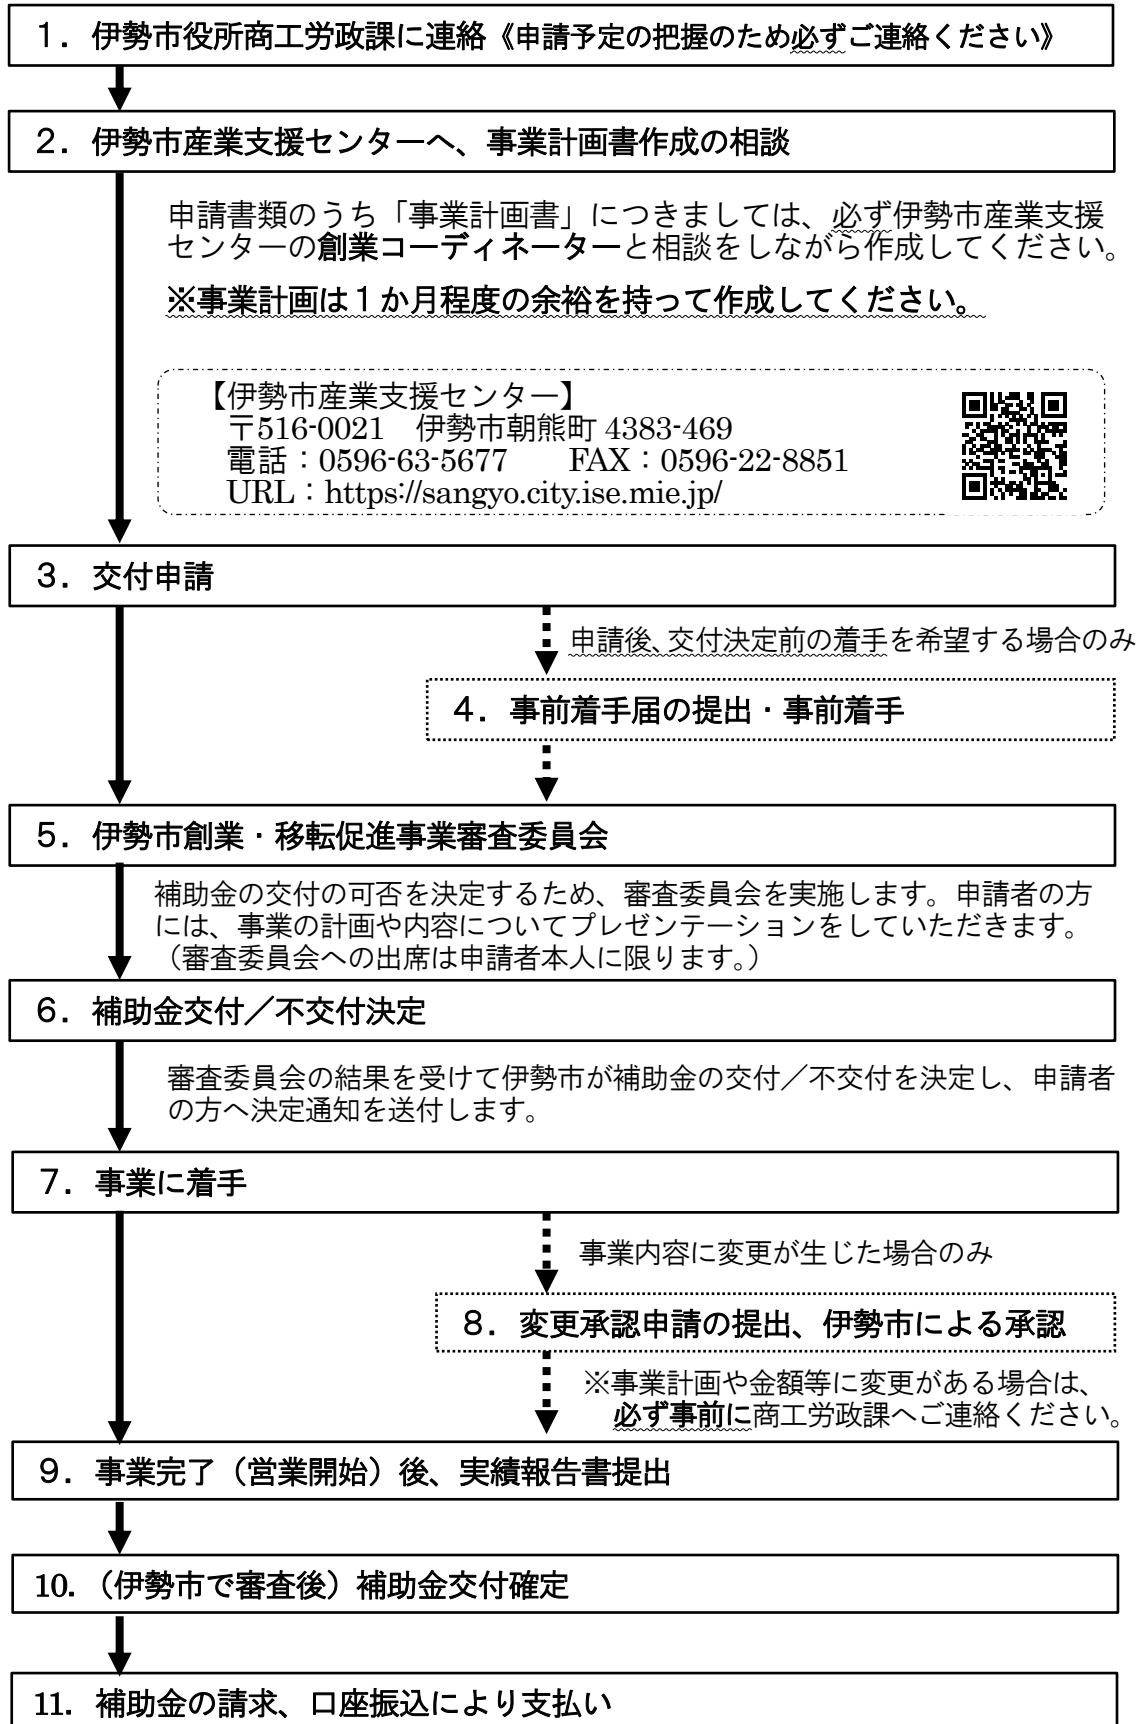 １．伊勢市役所商工労政課に連絡《申請予定の把握のため必ずご連絡ください》
２．伊勢市産業支援センターへ、事業計画書作成の相談
申請書類のうち「事業計画書」につきましては、必ず伊勢市産業支援
センターの創業コーディネーターと相談をしながら作成してください。
※事業計画は１か月程度の余裕を持って作成してください。
【伊勢市産業支援センター】
〒516-0021　伊勢市朝熊町 4383-469
電話：0596-63-5677　　FAX：0596-22-8851
URL：https://sangyo.city.ise.mie.jp/
３．交付申請
申請後、交付決定前の着手を希望する場合のみ
４．事前着手届の提出・事前着手
５．伊勢市創業・移転促進事業審査委員会
補助金の交付の可否を決定するため、審査委員会を実施します。申請者の方
には、事業の計画や内容についてプレゼンテーションをしていただきます。
（審査委員会への出席は申請者本人に限ります。）
６．補助金交付／不交付決定
審査委員会の結果を受けて伊勢市が補助金の交付／不交付を決定し、申請者
の方へ決定通知を送付します。
７．事業に着手
事業内容に変更が生じた場合のみ
８．変更承認申請の提出、伊勢市による承認
※事業計画や金額等に変更がある場合は、
必ず事前に商工労政課へご連絡ください。
９．事業完了（営業開始）後、実績報告書提出
10．（伊勢市で審査後）補助金交付確定
11．補助金の請求、口座振込により支払い